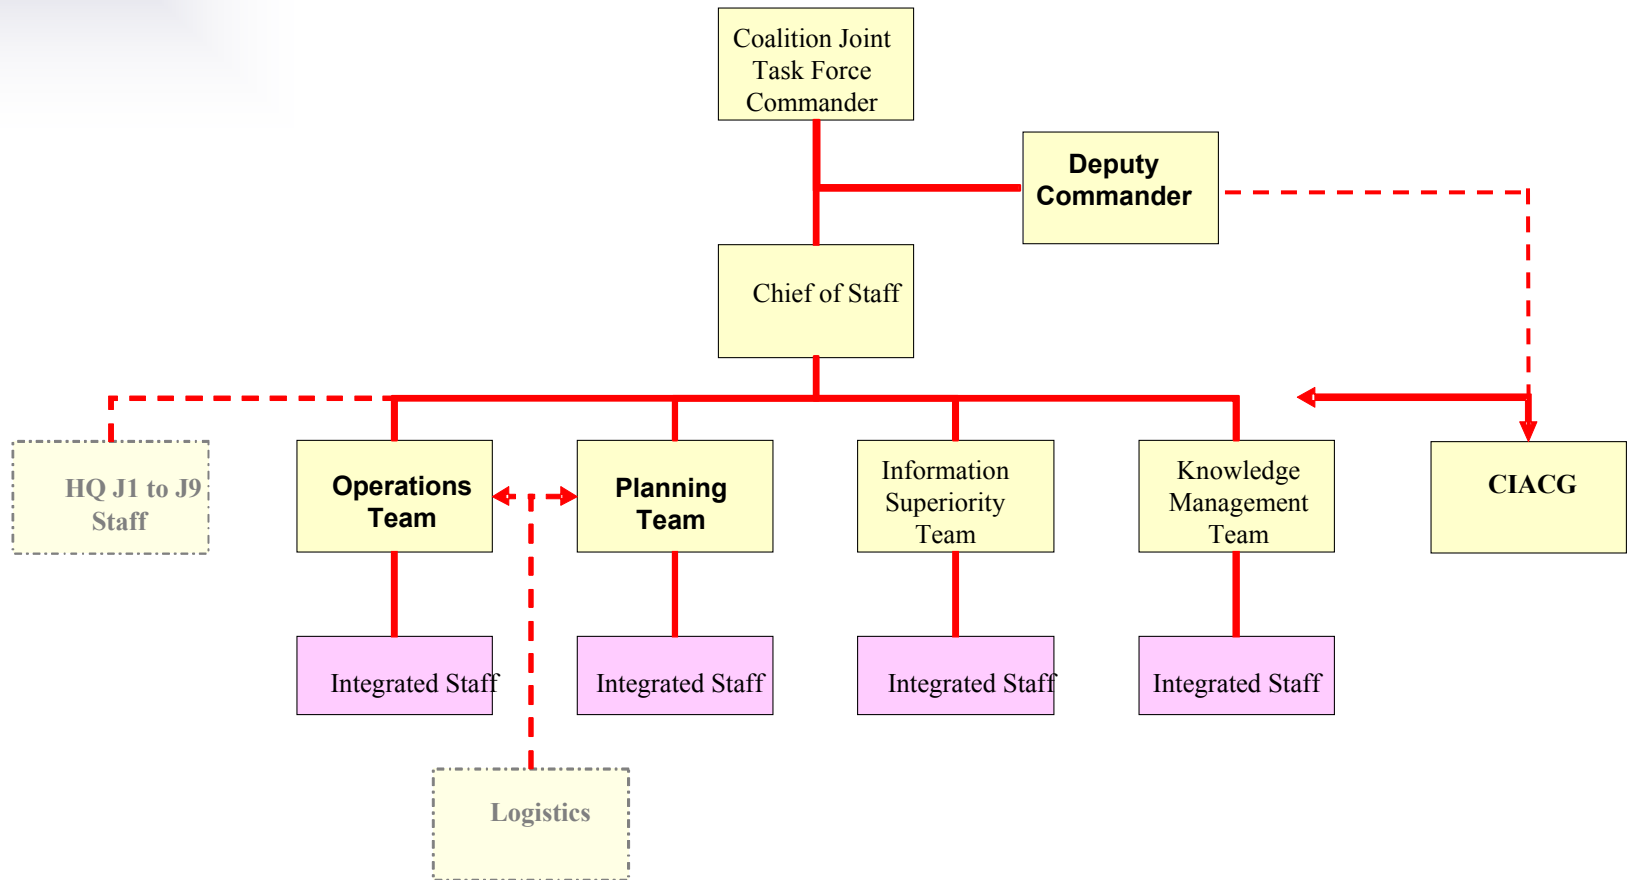 Coalition Joint
Task Force
Commander
Deputy
Commander
Chief of Staff
HQ J1 to J9
Staff
Operations
Team
Planning
Team
Information
Superiority
Team
Knowledge
Management
Team
CIACG
Integrated Staff
Integrated Staff
Integrated Staff
Integrated Staff
Logistics